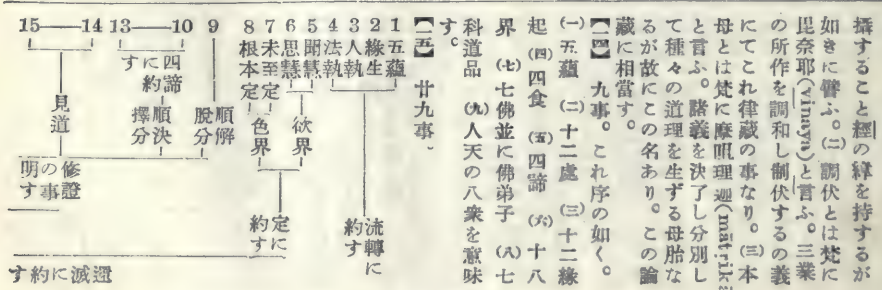 攝すること經の緯を持するが
如きに譬ふ。㈡調伏とは梵に
毘奈耶(vinaya)と言ふ。三業
の所作を調和し制伏するの義
にてこれ律藏の事なり。㈢本
母とは梵に摩呾理迦(mātrikā
と言ふ。諸義を決了し分別し
て種々の道理を生ずる母胎な
るが故にこの名あり。この論
藏に相當す。
【二四】 九事。これ序の如く。
㈠五蘊 ㈡十二處 ㈢十二緣
起 ㈣四食 ㈤四諦 ㈥十八
界 ㈦七佛並に佛弟子 ㈧七
科道品 ㈨人天の八衆を意味
す。
【二五】 廿九事。
1 五蘊
2 緣生
3 人執
4 法執
流轉に約す
5 聞慧
6 思慧
欲界
7 未至定
8 根本定
色界
定に約す
9 順解脫分
10―13 四諦に約す 順決擇分
14―15 見道
修證の事明す
還滅に約す